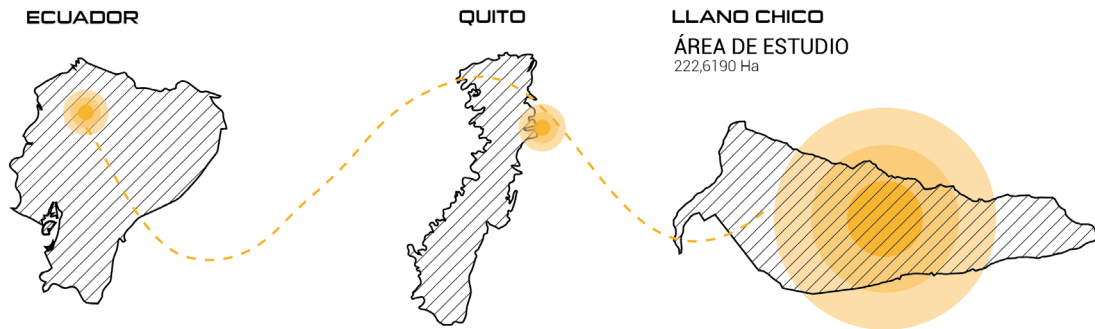 ECUADOR
QUITO
LLANO CHICO
ÁREA DE ESTUDIO
222,6190 Ha